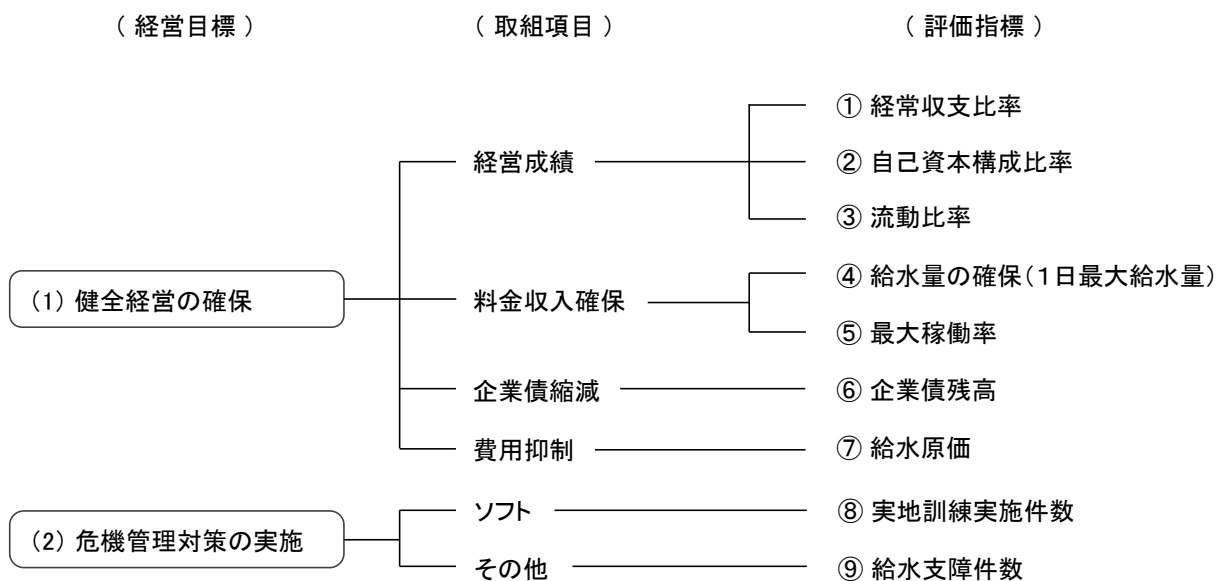 （ 経営目標 ）
（ 取組項目 ）
（ 評価指標 ）
① 経常収支比率
経営成績
② 自己資本構成比率
③ 流動比率
(1) 健全経営の確保
料金収入確保
④ 給水量の確保(１日最大給水量)
⑤ 最大稼働率
企業債縮減
⑥ 企業債残高
費用抑制
⑦ 給水原価
(2) 危機管理対策の実施
ソフト
⑧ 実地訓練実施件数
その他
⑨ 給水支障件数